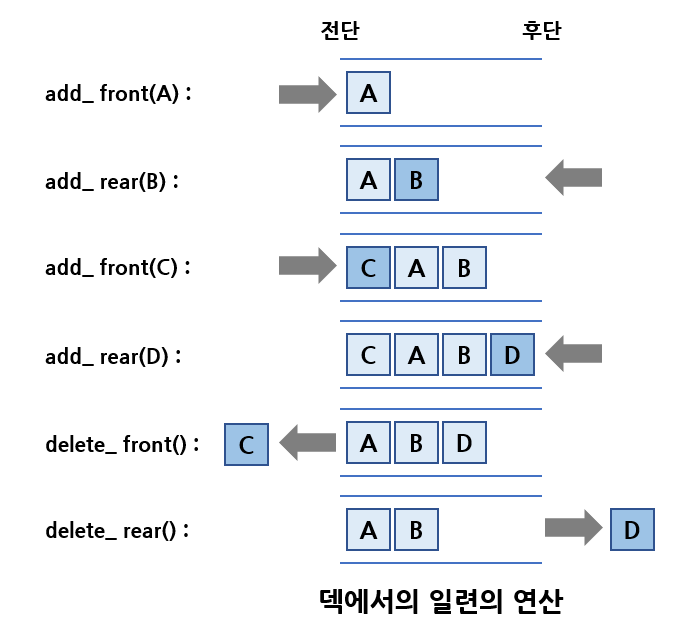 전단 후단
add_ front(A) : A
add_ rear(B) : A B
add_ front(C) : C A B
add_ rear(D) : C A B D
delete_ front() : C A B D
delete_ rear() : A B D
덱에서의 일련의 연산